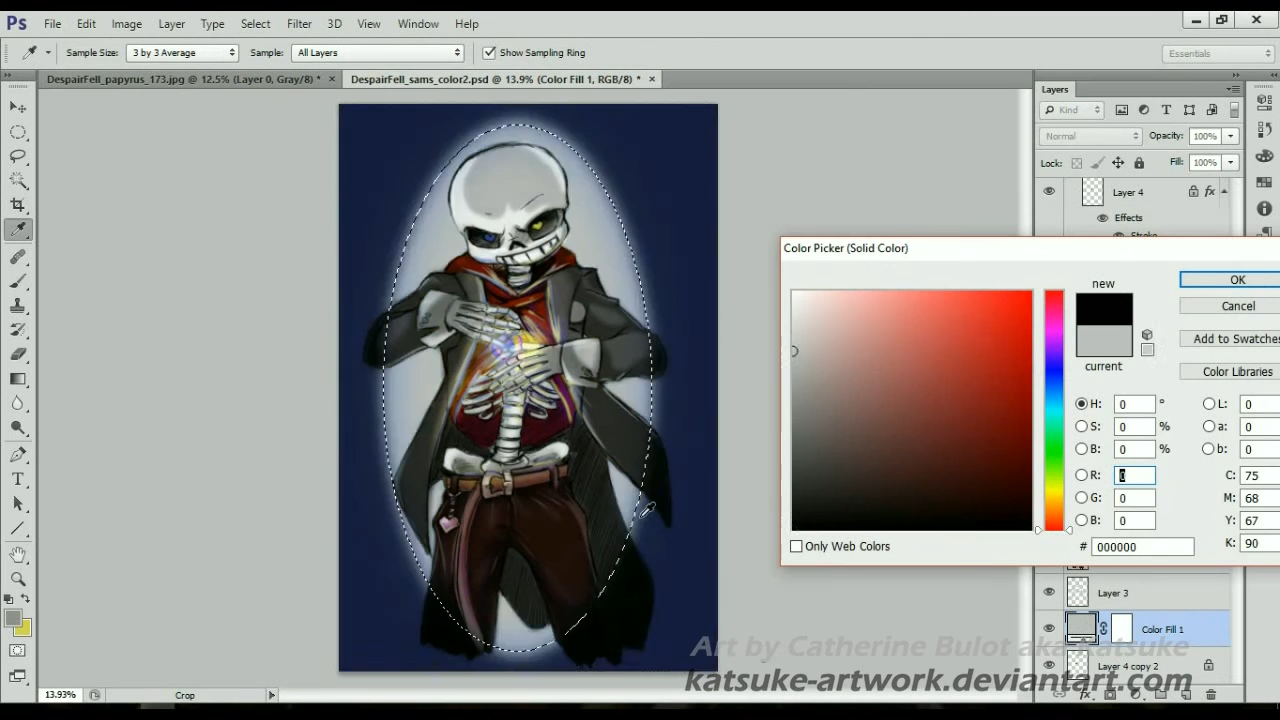 Ps File Edit Image Layer Type Select Filter 3D View Window Help
Sample Size: 3 by 3 Average Sample: All Layers Show Sampling Ring Essentials
DespairFell_papyrus_173.jpg @ 12.5% (Layer 0, Gray/8) * × DespairFell_sams_color2.psd @ 13.9% (Color Fill 1, RGB/8) * ×
Layers
Kind
Normal Opacity: 100%
Lock: Fill: 100%
Layer 4 fx
Effects
Stroke
Color Picker (Solid Color)
new
OK
Cancel
Add to Swatches
current
Color Libraries
H: 0 ° L: 0
S: 0 % a: 0
B: 0 % b: 0
R: 0 C: 75
G: 0 M: 68
B: 0 Y: 67
# 000000 K: 90
Only Web Colors
Layer 3
Color Fill 1
Art by Catherine Bulot aka Katsuke
Layer 4 copy 2
katsuke-artwork.deviantart.com
13.93% Crop